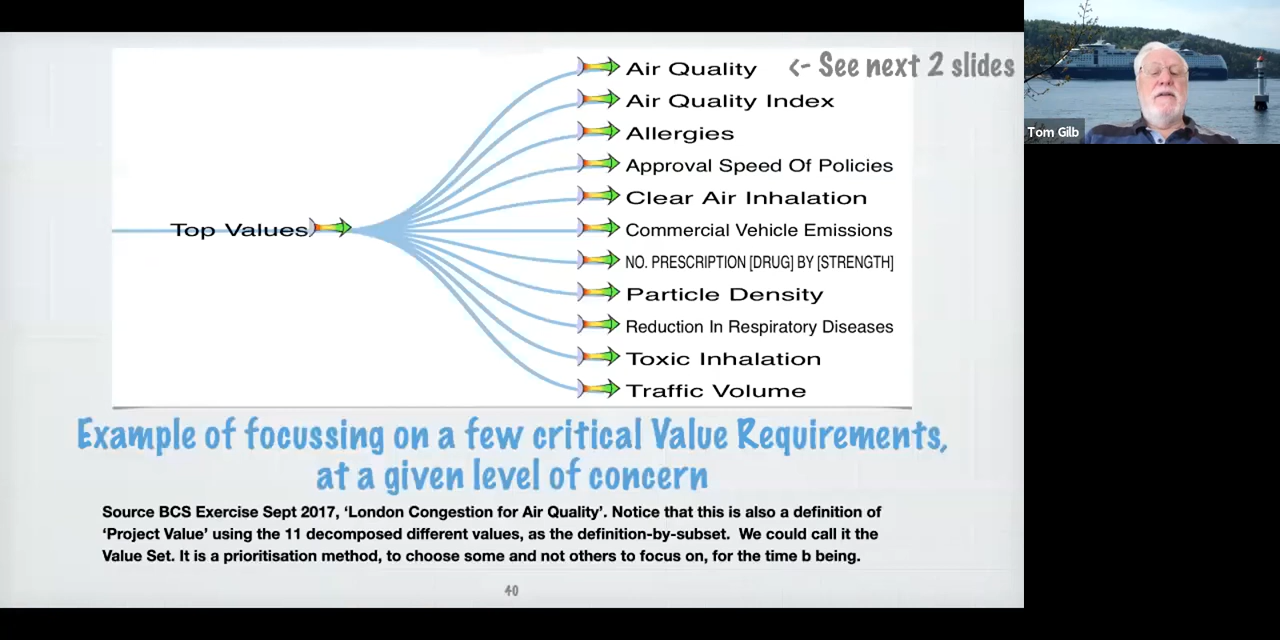 Air Quality <- See next 2 slides
Air Quality Index
Allergies
Approval Speed Of Policies
Clear Air Inhalation
Top Values
Commercial Vehicle Emissions
NO. PRESCRIPTION [DRUG] BY [STRENGTH]
Particle Density
Reduction In Respiratory Diseases
Toxic Inhalation
Traffic Volume
Example of focussing on a few critical Value Requirements,
at a given level of concern
Source BCS Exercise Sept 2017, ‘London Congestion for Air Quality’. Notice that this is also a definition of
‘Project Value’ using the 11 decomposed different values, as the definition-by-subset.  We could call it the
Value Set. It is a prioritisation method, to choose some and not others to focus on, for the time b being.
40
Tom Gilb